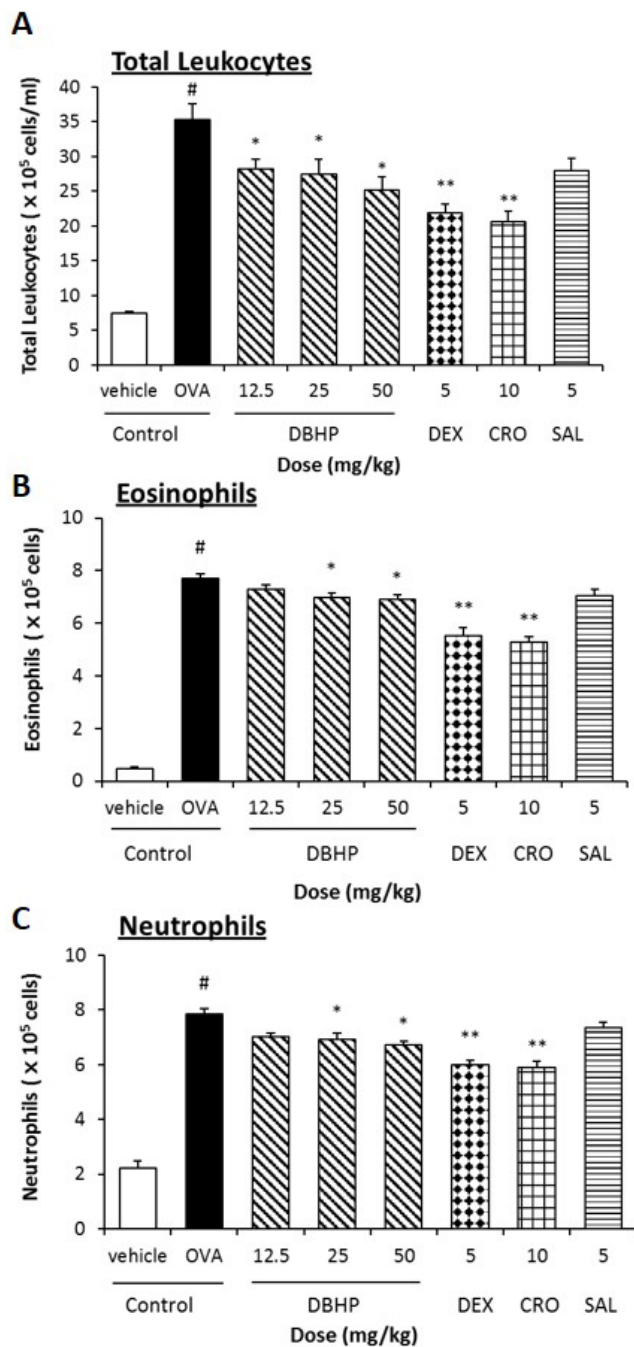 A
Total Leukocytes
Total Leukocytes ( x 10⁵ cells/ml)
40
35
30
25
20
15
10
5
0
#
*
*
*
**
**
vehicle OVA 12.5 25 50 5 10 5
Control DBHP DEX CRO SAL
Dose (mg/kg)
B
Eosinophils
Eosinophils ( x 10⁵ cells)
10
8
6
4
2
0
#
*
*
**
**
vehicle OVA 12.5 25 50 5 10 5
Control DBHP DEX CRO SAL
Dose (mg/kg)
C
Neutrophils
Neutrophils ( x 10⁵ cells)
10
8
6
4
2
0
#
*
*
**
**
vehicle OVA 12.5 25 50 5 10 5
Control DBHP DEX CRO SAL
Dose (mg/kg)